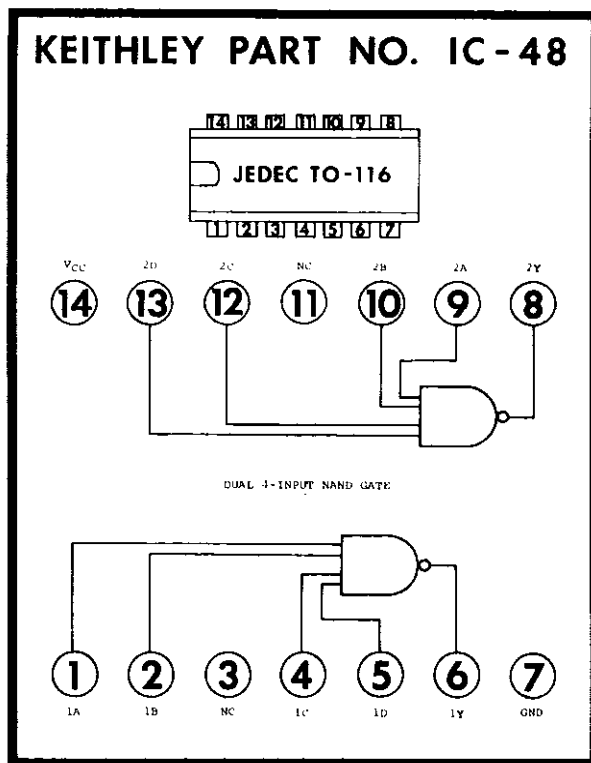 KEITHLEY PART NO. IC-48
14 13 12 11 10 9 8
JEDEC TO-116
1 2 3 4 5 6 7
VCC 2D 2C NC 2B 2A 2Y
14 13 12 11 10 9 8
DUAL 4-INPUT NAND GATE
1 2 3 4 5 6 7
1A 1B NC 1C 1D 1Y GND